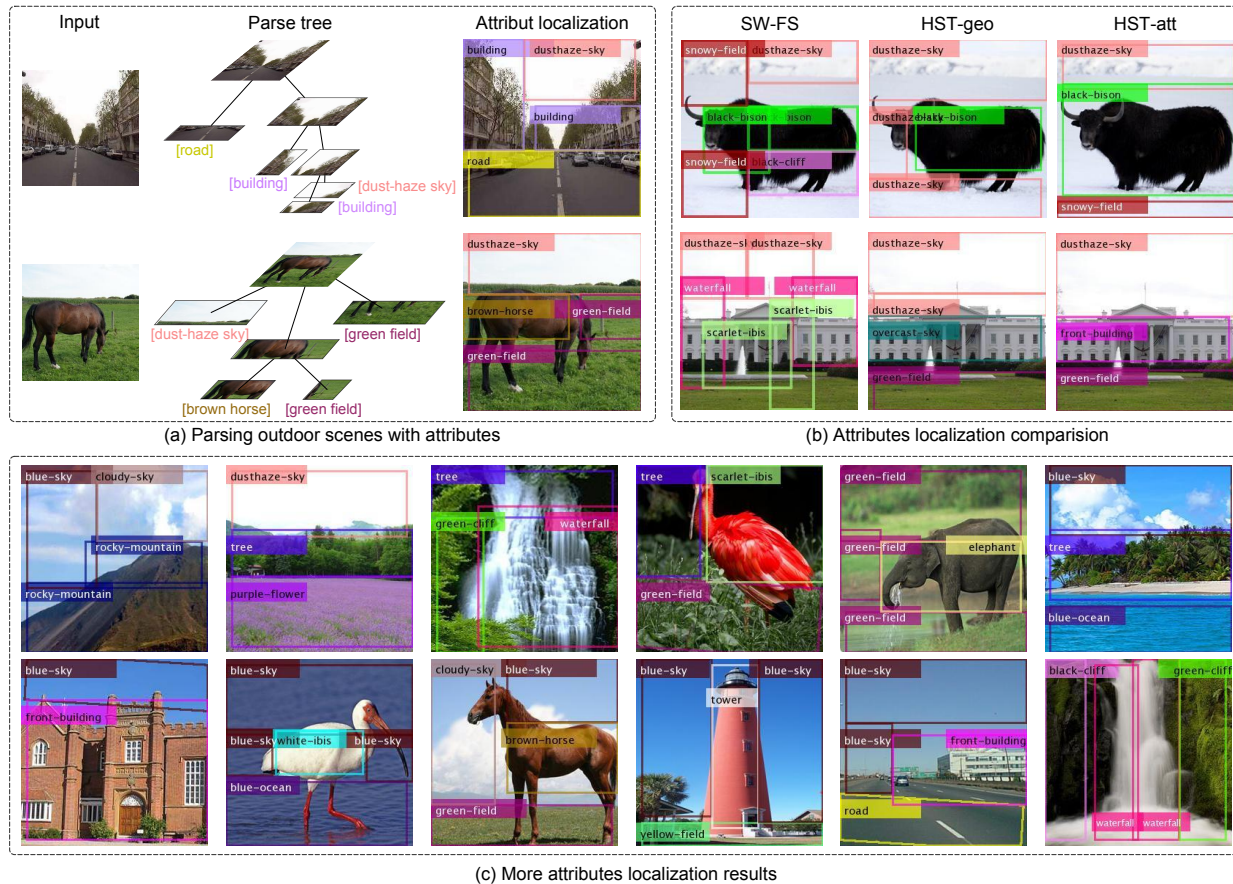 Input
Parse tree
Attribut localization
[road]
[building]
[dust-haze sky]
[building]
building
dusthaze-sky
building
road
[dust-haze sky]
[green field]
[brown horse]
[green field]
dusthaze-sky
brown-horse
green-field
green-field
(a) Parsing outdoor scenes with attributes
SW-FS
HST-geo
HST-att
snowy-field
dusthaze-sky
black-bison
bison
snowy-field
black-cliff
dusthaze-sky
dusthaze-sky
black-bison
dusthaze-sky
dusthaze-sky
black-bison
snowy-field
dusthaze-sky
dusthaze-sky
waterfall
waterfall
scarlet-ibis
scarlet-ibis
dusthaze-sky
dusthaze-sky
overcast-sky
green-field
dusthaze-sky
front-building
green-field
(b) Attributes localization comparision
blue-sky
cloudy-sky
rocky-mountain
rocky-mountain
dusthaze-sky
tree
purple-flower
tree
green-cliff
waterfall
tree
scarlet-ibis
green-field
green-field
green-field
elephant
green-field
blue-sky
tree
blue-ocean
blue-sky
front-building
blue-sky
blue-sky
white-ibis
blue-sky
blue-ocean
cloudy-sky
blue-sky
brown-horse
green-field
blue-sky
blue-sky
tower
yellow-field
blue-sky
blue-sky
front-building
road
black-cliff
green-cliff
waterfall
waterfall
(c) More attributes localization results